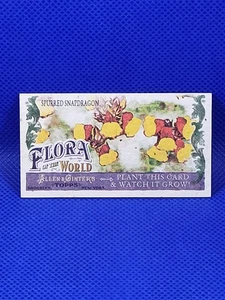 SPURRED SNAPDRAGON
FLORA
OF THE WORLD
ALLEN & GINTER'S
TOPPS
PLANT THIS CARD
& WATCH IT GROW!